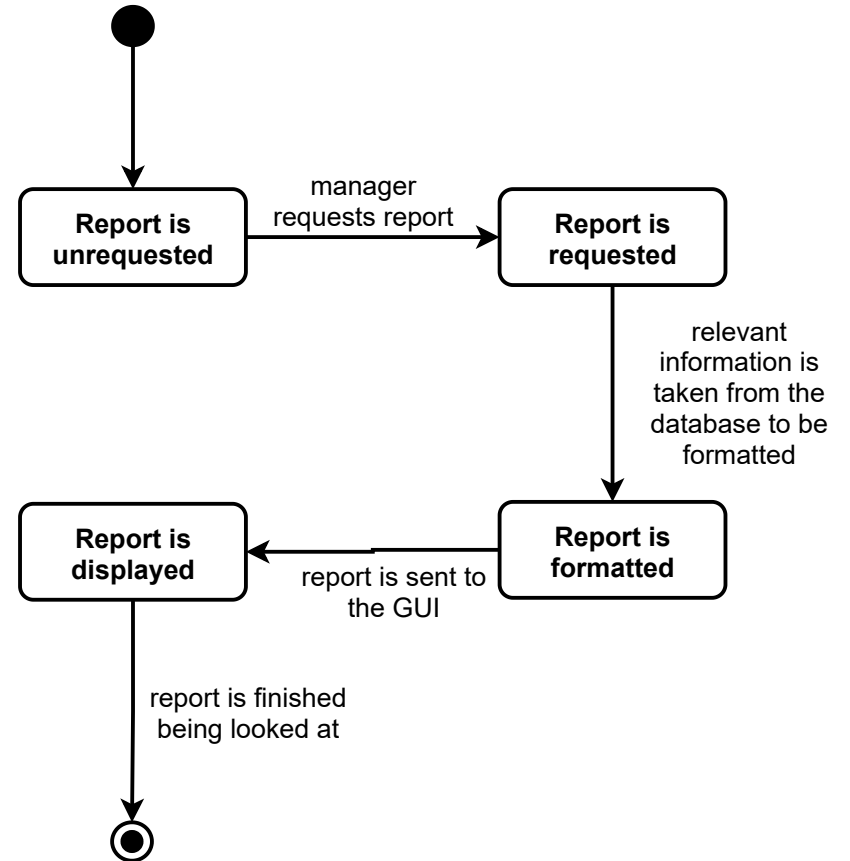 Report is
unrequested
manager
requests report
Report is
requested
relevant
information is
taken from the
database to be
formatted
Report is
formatted
report is sent to
the GUI
Report is
displayed
report is finished
being looked at